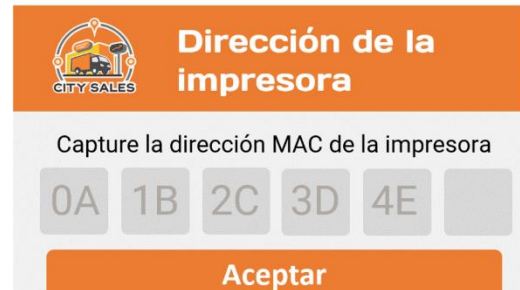 Dirección de la
impresora
CITY SALES
Capture la dirección MAC de la impresora
0A 1B 2C 3D 4E
Aceptar